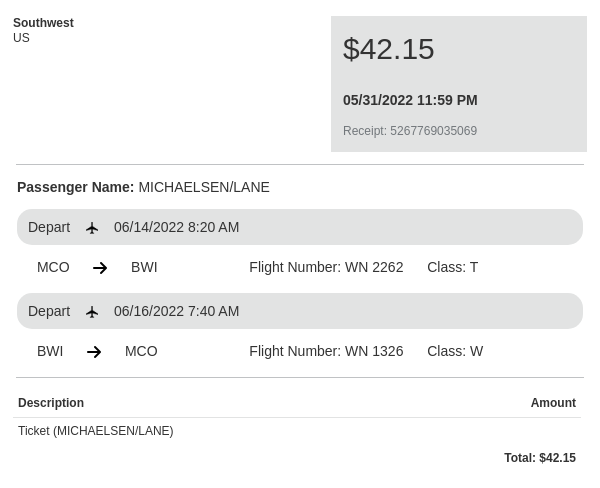 Southwest
US
$42.15
05/31/2022 11:59 PM
Receipt: 5267769035069
Passenger Name: MICHAELSEN/LANE
Depart 06/14/2022 8:20 AM
MCO BWI Flight Number: WN 2262 Class: T
Depart 06/16/2022 7:40 AM
BWI MCO Flight Number: WN 1326 Class: W
Description Amount
Ticket (MICHAELSEN/LANE)
Total: $42.15